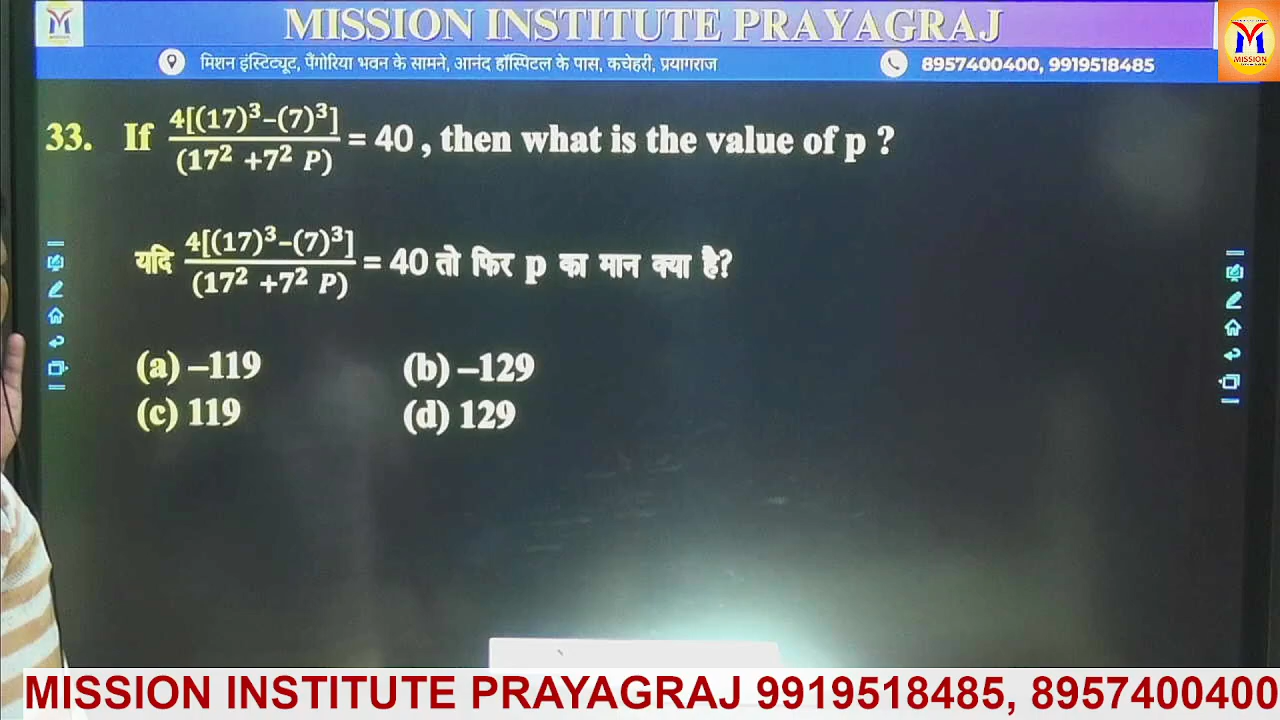 MISSION INSTITUTE PRAYAGRAJ
मिशन इंस्टिट्यूट, पैंगोरिया भवन के सामने, आनंद हॉस्पिटल के पास, कचेहरी, प्रयागराज
8957400400, 9919518485
MISSION
33. If 4[(17)³–(7)³] / (17² +7² P) = 40 , then what is the value of p ?
यदि 4[(17)³–(7)³] / (17² +7² P) = 40 तो फिर p का मान क्या है?
(a) –119 (b) –129
(c) 119 (d) 129
MISSION INSTITUTE PRAYAGRAJ 9919518485, 8957400400